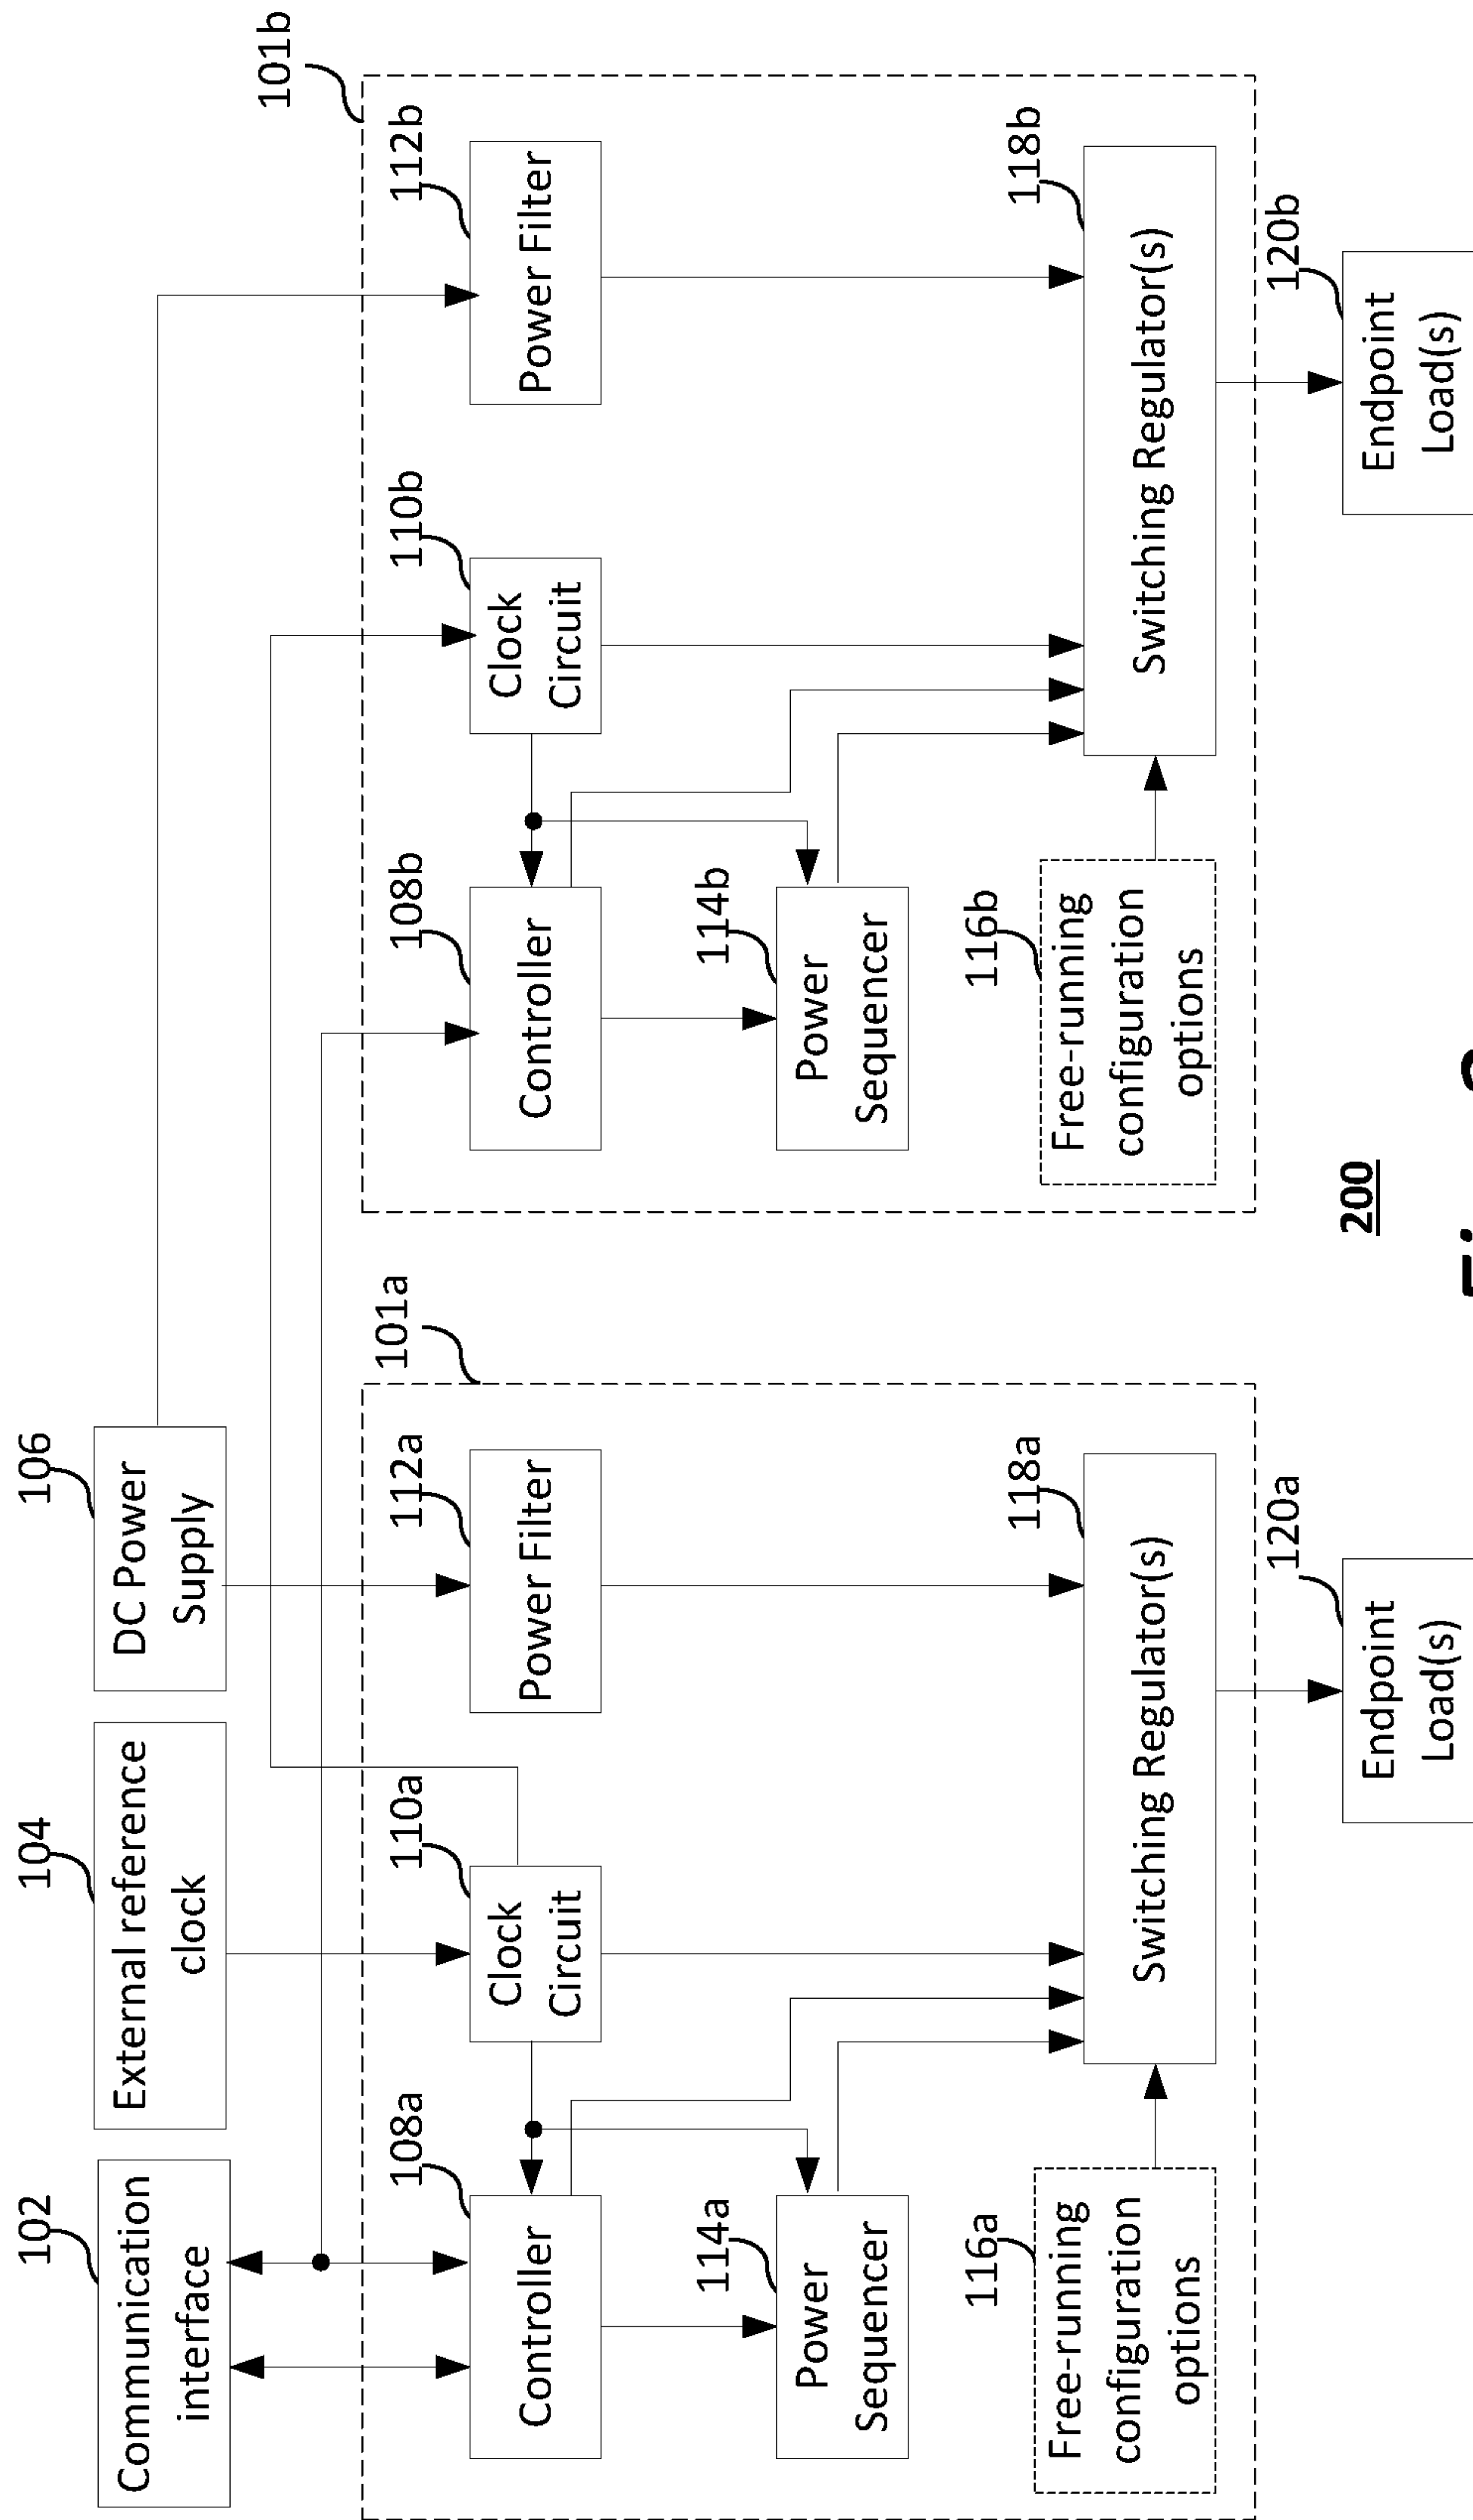 102
Communication
interface
104
External reference
clock
106
DC Power
Supply
101a
108a
Controller
110a
Clock
Circuit
112a
Power Filter
114a
Power
Sequencer
116a
Free-running
configuration
options
118a
Switching Regulator(s)
120a
Endpoint
Load(s)
101b
108b
Controller
110b
Clock
Circuit
112b
Power Filter
114b
Power
Sequencer
116b
Free-running
configuration
options
118b
Switching Regulator(s)
120b
Endpoint
Load(s)
200